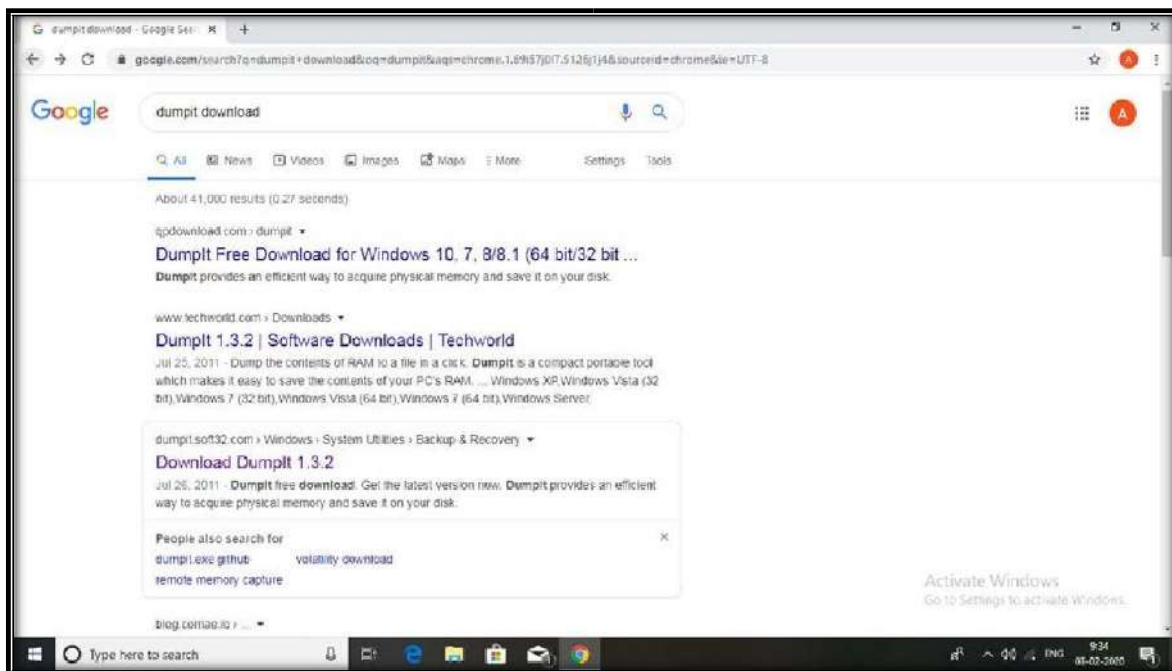 dumpit download - Google Sea
google.com/search?q=dumpit+download&oq=dumpit&aqs=chrome.1.69i57j0l7.5126j1j4&sourceid=chrome&ie=UTF-8
Google
dumpit download
A
All News Videos Images Maps More Settings Tools
About 41,000 results (0.27 seconds)
qpdownload.com › dumpit
DumpIt Free Download for Windows 10, 7, 8/8.1 (64 bit/32 bit ...
DumpIt provides an efficient way to acquire physical memory and save it on your disk.
www.techworld.com › Downloads
DumpIt 1.3.2 | Software Downloads | Techworld
Jul 25, 2011 - Dump the contents of RAM to a file in a click. DumpIt is a compact portable tool
which makes it easy to save the contents of your PC's RAM. ... Windows XP,Windows Vista (32
bit),Windows 7 (32 bit),Windows Vista (64 bit),Windows 7 (64 bit),Windows Server,
dumpit.soft32.com › Windows › System Utilities › Backup & Recovery
Download DumpIt 1.3.2
Jul 26, 2011 - DumpIt free download. Get the latest version now. DumpIt provides an efficient
way to acquire physical memory and save it on your disk.
People also search for
dumpit.exe github volatility download
remote memory capture
blog.comae.io › ...
Activate Windows
Go to Settings to activate Windows.
Type here to search
ENG
9:34
-02-2020